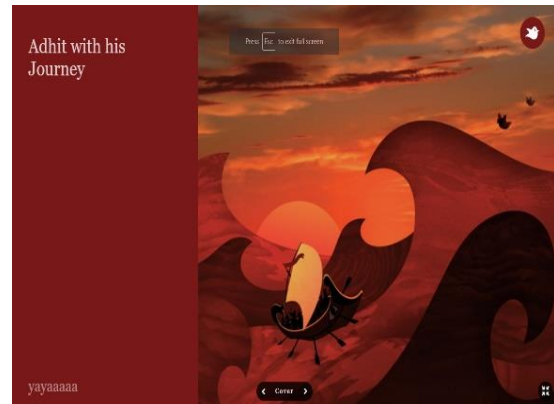 Adhit with his
Journey
Press Esc to exit full screen
yayaaaaa
Cover